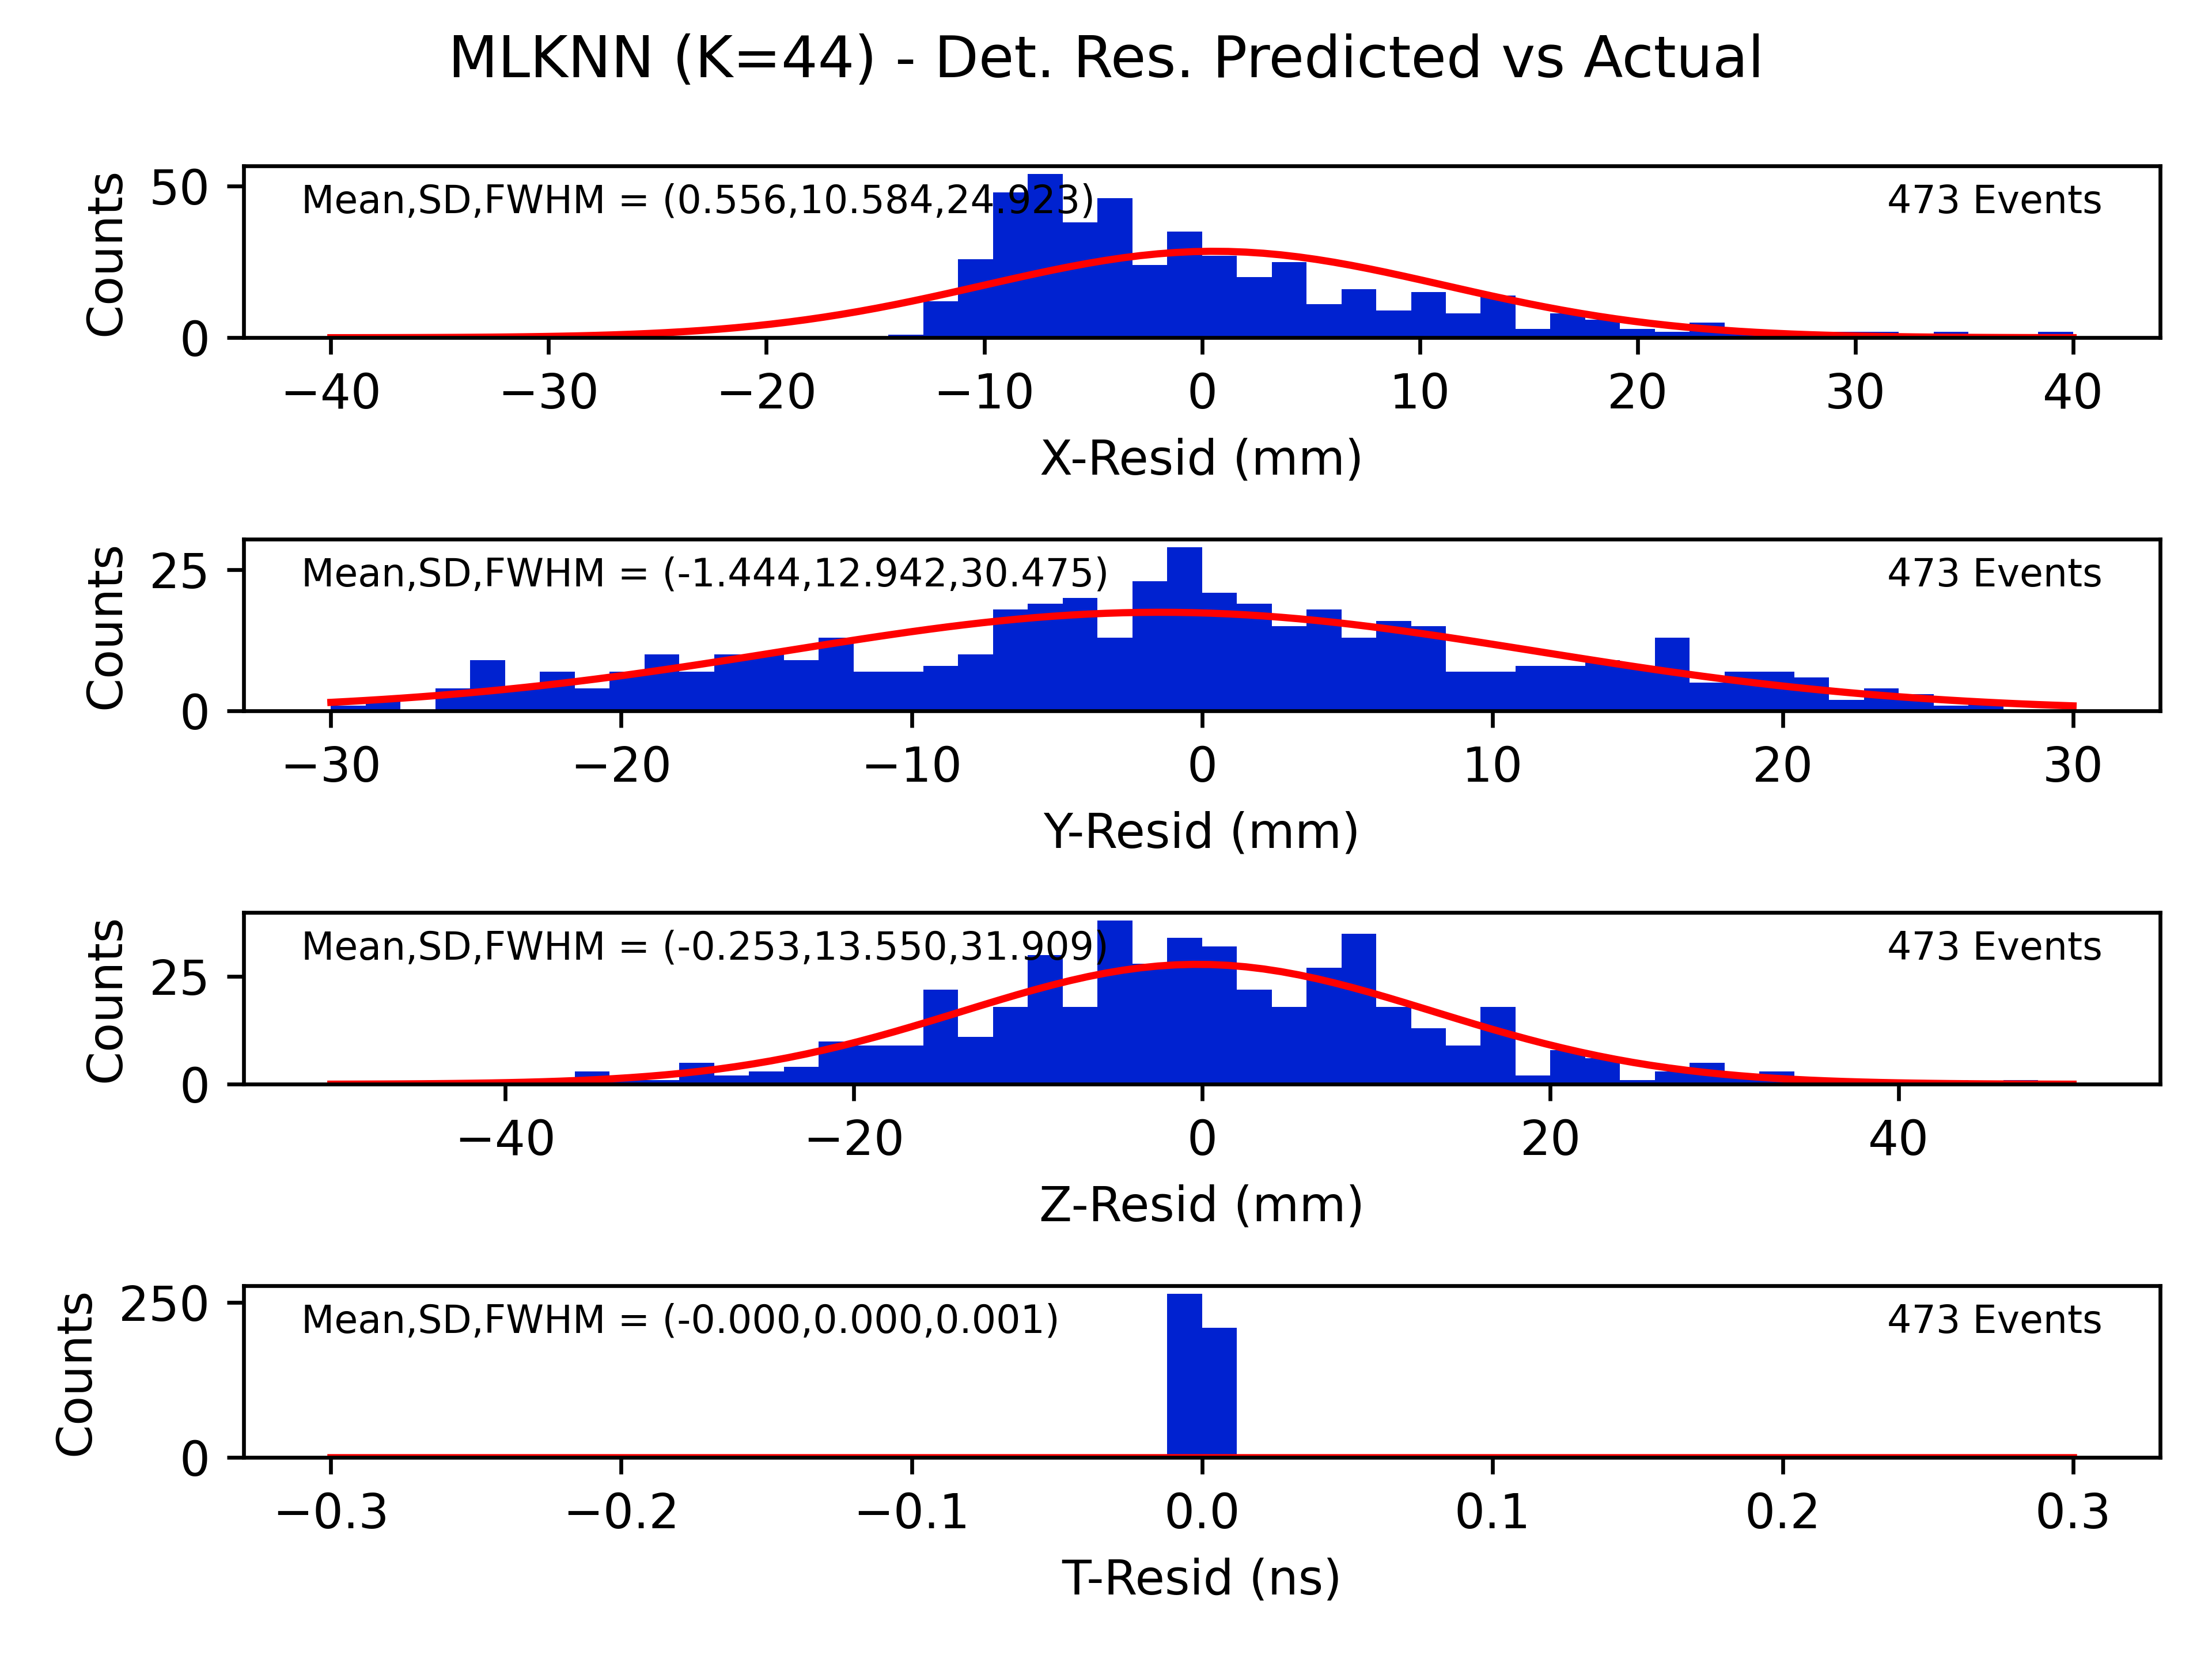 MLKNN (K=44) - Det. Res. Predicted vs Actual
Counts
50
0
Mean,SD,FWHM = (0.556,10.584,24.923)
473 Events
−40 −30 −20 −10 0 10 20 30 40
X-Resid (mm)
Counts
25
0
Mean,SD,FWHM = (-1.444,12.942,30.475)
473 Events
−30 −20 −10 0 10 20 30
Y-Resid (mm)
Counts
25
0
Mean,SD,FWHM = (-0.253,13.550,31.909)
473 Events
−40 −20 0 20 40
Z-Resid (mm)
Counts
250
0
Mean,SD,FWHM = (-0.000,0.000,0.001)
473 Events
−0.3 −0.2 −0.1 0.0 0.1 0.2 0.3
T-Resid (ns)